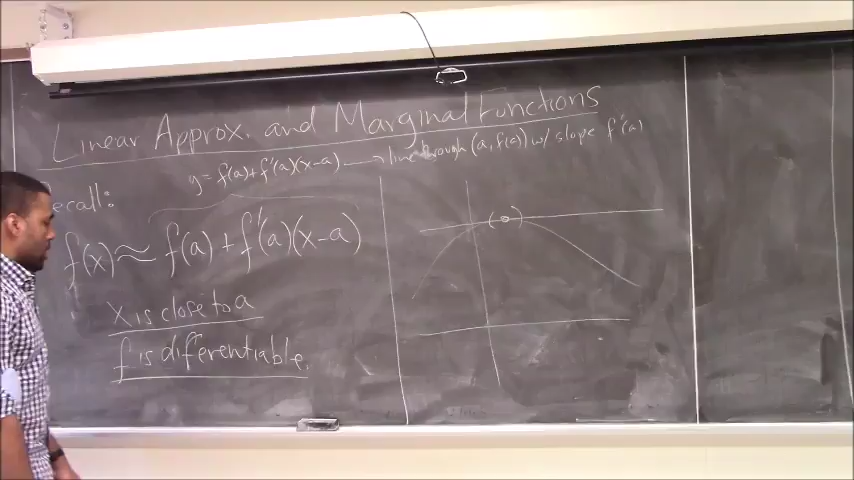 Linear Approx. and Marginal Functions
y = f(a) + f'(a)(x-a) → line through (a, f(a)) w/ slope f'(a)
ecall:
f(x) ≈ f(a) + f'(a)(x-a)
x is close to a
f is differentiable.